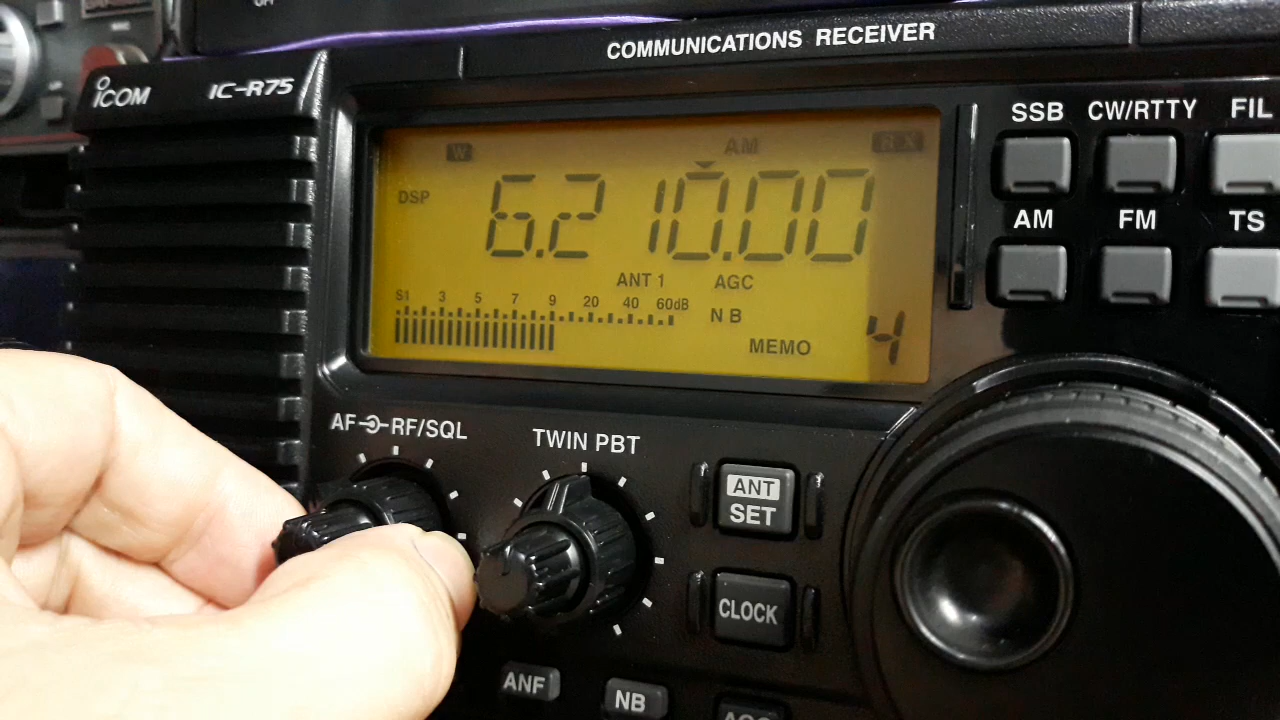 COMMUNICATIONS RECEIVER
ICOM IC-R75
W AM RX
DSP 6.210.00
ANT 1 AGC
S1 3 5 7 9 20 40 60dB
NB
MEMO 4
SSB CW/RTTY FIL
AM FM TS
AF RF/SQL
TWIN PBT
ANT
SET
CLOCK
ANF
NB
AGC